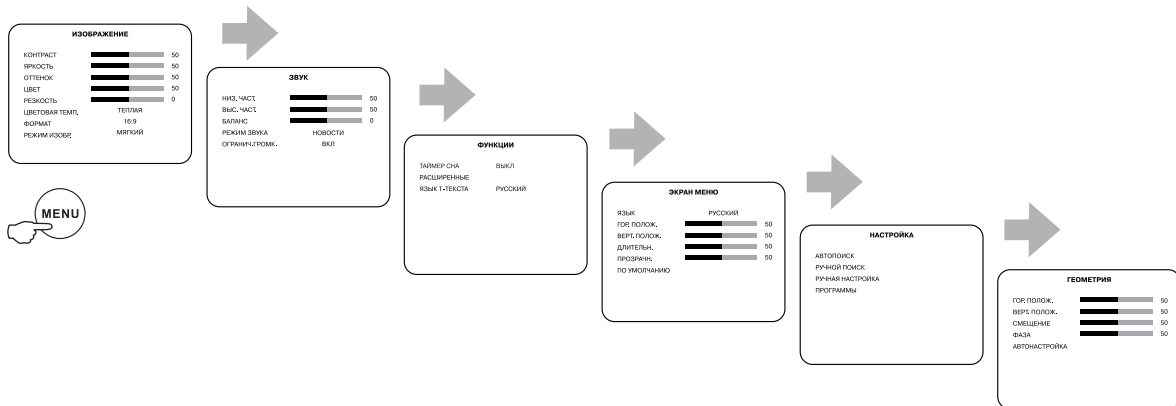 ИЗОБРАЖЕНИЕ
КОНТРАСТ 50
ЯРКОСТЬ 50
ОТТЕНОК 50
ЦВЕТ 50
РЕЗКОСТЬ 0
ЦВЕТОВАЯ ТЕМП. ТЕПЛАЯ
ФОРМАТ 16:9
РЕЖИМ ИЗОБР. МЯГКИЙ
MENU
ЗВУК
НИЗ. ЧАСТ. 50
ВЫС. ЧАСТ. 50
БАЛАНС 0
РЕЖИМ ЗВУКА НОВОСТИ
ОГРАНИЧ.ГРОМК. ВКЛ
ФУНКЦИИ
ТАЙМЕР СНА ВЫКЛ
РАСШИРЕННЫЕ
ЯЗЫК Т-ТЕКСТА РУССКИЙ
ЭКРАН МЕНЮ
ЯЗЫК РУССКИЙ
ГОР. ПОЛОЖ. 50
ВЕРТ. ПОЛОЖ. 50
ДЛИТЕЛЬН. 50
ПРОЗРАЧН. 50
ПО УМОЛЧАНИЮ
НАСТРОЙКА
АВТОПОИСК
РУЧНОЙ ПОИСК
РУЧНАЯ НАСТРОЙКА
ПРОГРАММЫ
ГЕОМЕТРИЯ
ГОР. ПОЛОЖ. 50
ВЕРТ. ПОЛОЖ. 50
СМЕЩЕНИЕ 50
ФАЗА 50
АВТОНАСТРОЙКА